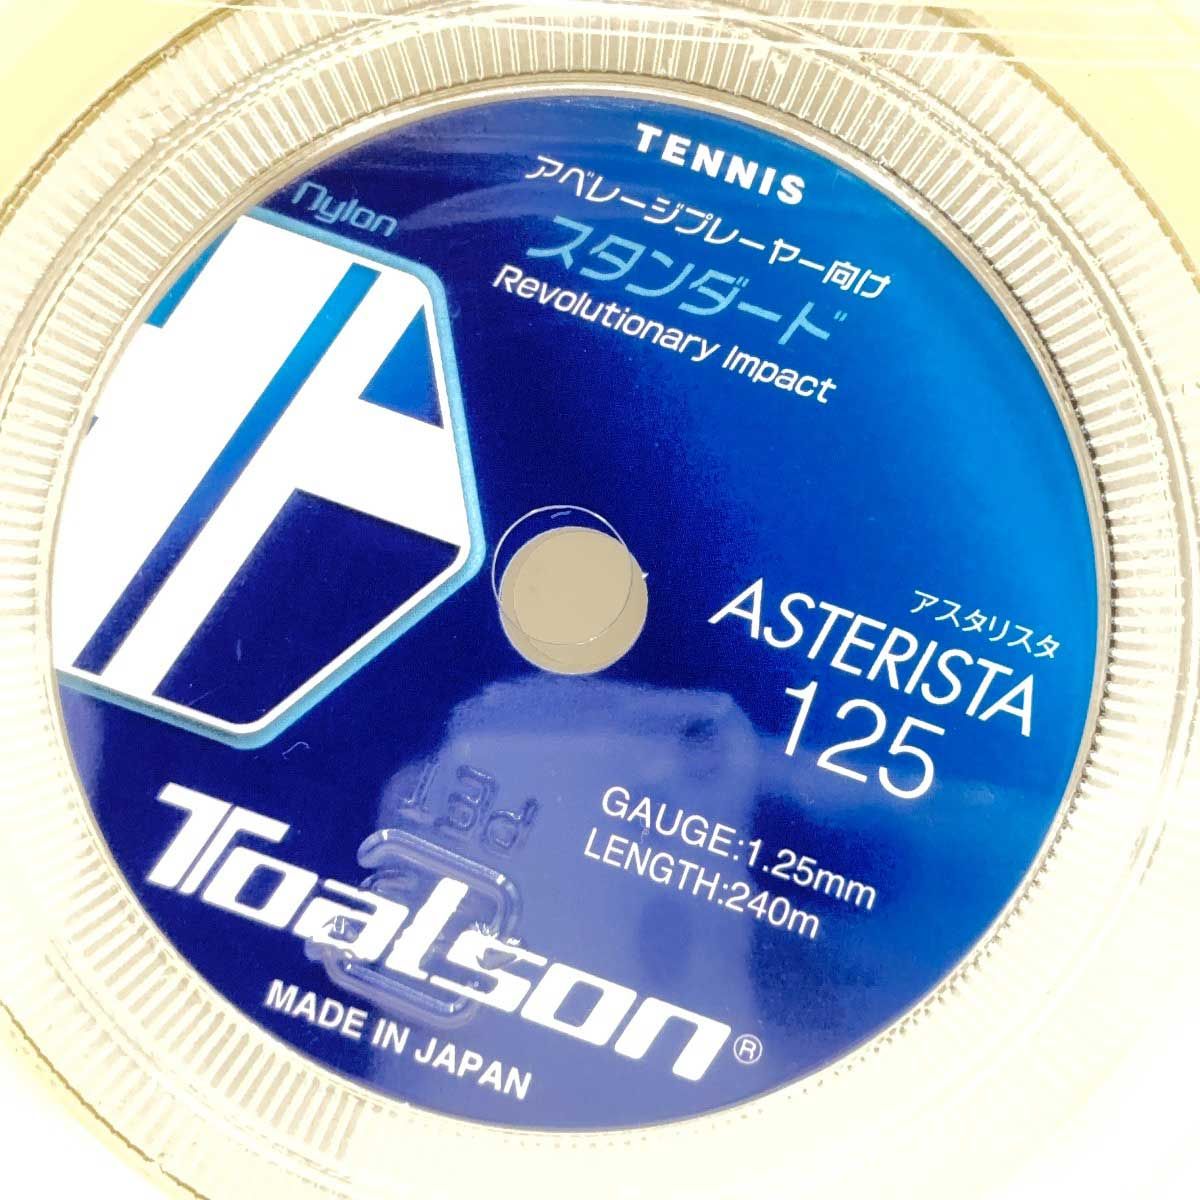 TENNIS
アベレージプレーヤー向け
スタンダード
Revolutionary Impact
Nylon
アスタリスタ
ASTERISTA
125
GAUGE:1.25mm
LENGTH:240m
Toalson®
MADE IN JAPAN